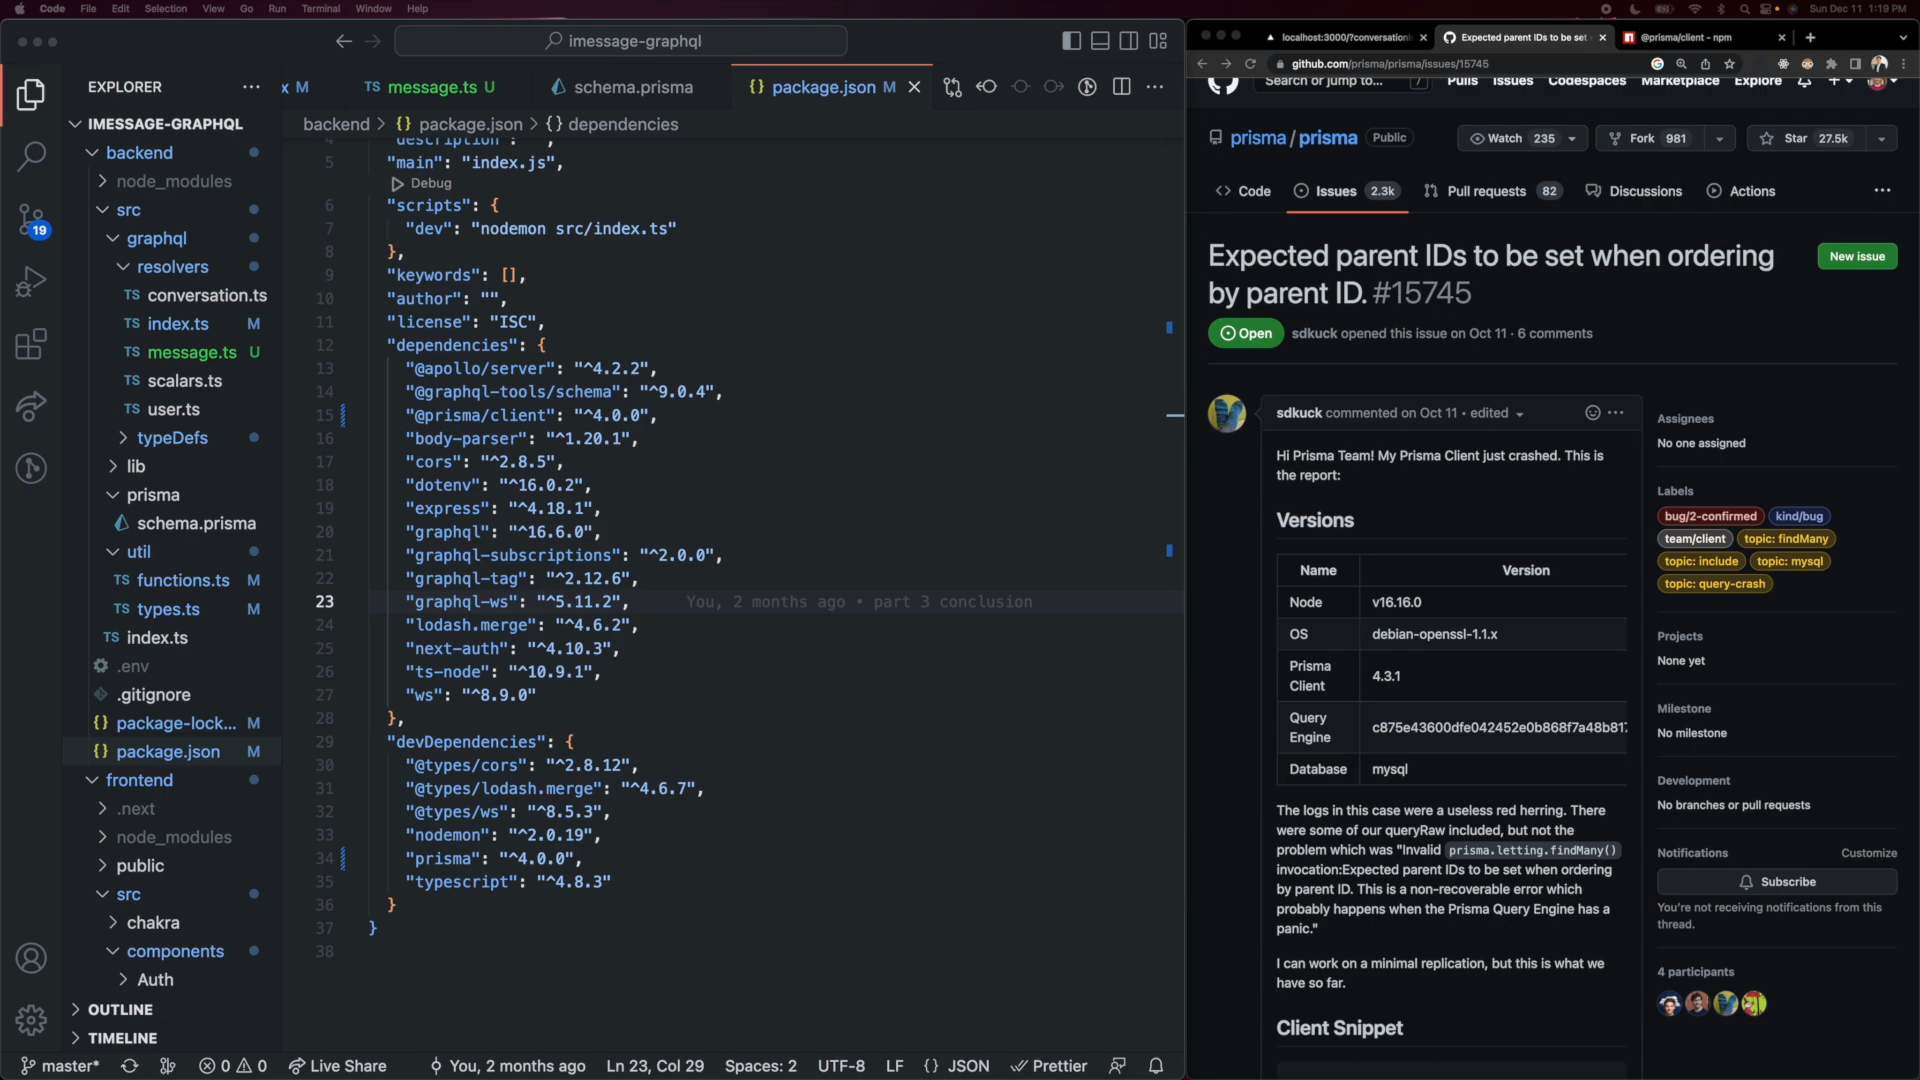 Code File Edit Selection View Go Run Terminal Window Help
Sun Dec 11 1:19 PM
imessage-graphql
EXPLORER
IMESSAGE-GRAPHQL
backend
node_modules
src
graphql
resolvers
TS conversation.ts
TS index.ts M
TS message.ts U
TS scalars.ts
TS user.ts
typeDefs
lib
prisma
schema.prisma
util
TS functions.ts M
TS types.ts M
TS index.ts
.env
.gitignore
{} package-lock... M
{} package.json M
frontend
.next
node_modules
public
src
chakra
components
Auth
OUTLINE
TIMELINE
19
x M
TS message.ts U
schema.prisma
{} package.json M
backend > {} package.json > {} dependencies
4 "description": "",
5 "main": "index.js",
Debug
6 "scripts": {
7 "dev": "nodemon src/index.ts"
8 },
9 "keywords": [],
10 "author": "",
11 "license": "ISC",
12 "dependencies": {
13 "@apollo/server": "^4.2.2",
14 "@graphql-tools/schema": "^9.0.4",
15 "@prisma/client": "^4.0.0",
16 "body-parser": "^1.20.1",
17 "cors": "^2.8.5",
18 "dotenv": "^16.0.2",
19 "express": "^4.18.1",
20 "graphql": "^16.6.0",
21 "graphql-subscriptions": "^2.0.0",
22 "graphql-tag": "^2.12.6",
23 "graphql-ws": "^5.11.2", You, 2 months ago • part 3 conclusion
24 "lodash.merge": "^4.6.2",
25 "next-auth": "^4.10.3",
26 "ts-node": "^10.9.1",
27 "ws": "^8.9.0"
28 },
29 "devDependencies": {
30 "@types/cors": "^2.8.12",
31 "@types/lodash.merge": "^4.6.7",
32 "@types/ws": "^8.5.3",
33 "nodemon": "^2.0.19",
34 "prisma": "^4.0.0",
35 "typescript": "^4.8.3"
36 }
37 }
38
master* 0 0 Live Share You, 2 months ago Ln 23, Col 29 Spaces: 2 UTF-8 LF {} JSON Prettier
localhost:3000/?conversationI
Expected parent IDs to be set
@prisma/client - npm
github.com/prisma/prisma/issues/15745
Search or jump to... /
Pulls Issues Codespaces Marketplace Explore
prisma / prisma Public
Watch 235
Fork 981
Star 27.5k
Code
Issues 2.3k
Pull requests 82
Discussions
Actions
Expected parent IDs to be set when ordering
by parent ID. #15745
New issue
Open
sdkuck opened this issue on Oct 11 · 6 comments
sdkuck commented on Oct 11 • edited
Hi Prisma Team! My Prisma Client just crashed. This is
the report:
Versions
Name Version
Node v16.16.0
OS debian-openssl-1.1.x
Prisma
Client 4.3.1
Query
Engine c875e43600dfe042452e0b868f7a48b817
Database mysql
The logs in this case were a useless red herring. There
were some of our queryRaw included, but not the
problem which was "Invalid prisma.letting.findMany()
invocation:Expected parent IDs to be set when ordering
by parent ID. This is a non-recoverable error which
probably happens when the Prisma Query Engine has a
panic."
I can work on a minimal replication, but this is what we
have so far.
Client Snippet
Assignees
No one assigned
Labels
bug/2-confirmed kind/bug
team/client topic: findMany
topic: include topic: mysql
topic: query-crash
Projects
None yet
Milestone
No milestone
Development
No branches or pull requests
Notifications Customize
Subscribe
You're not receiving notifications from this
thread.
4 participants